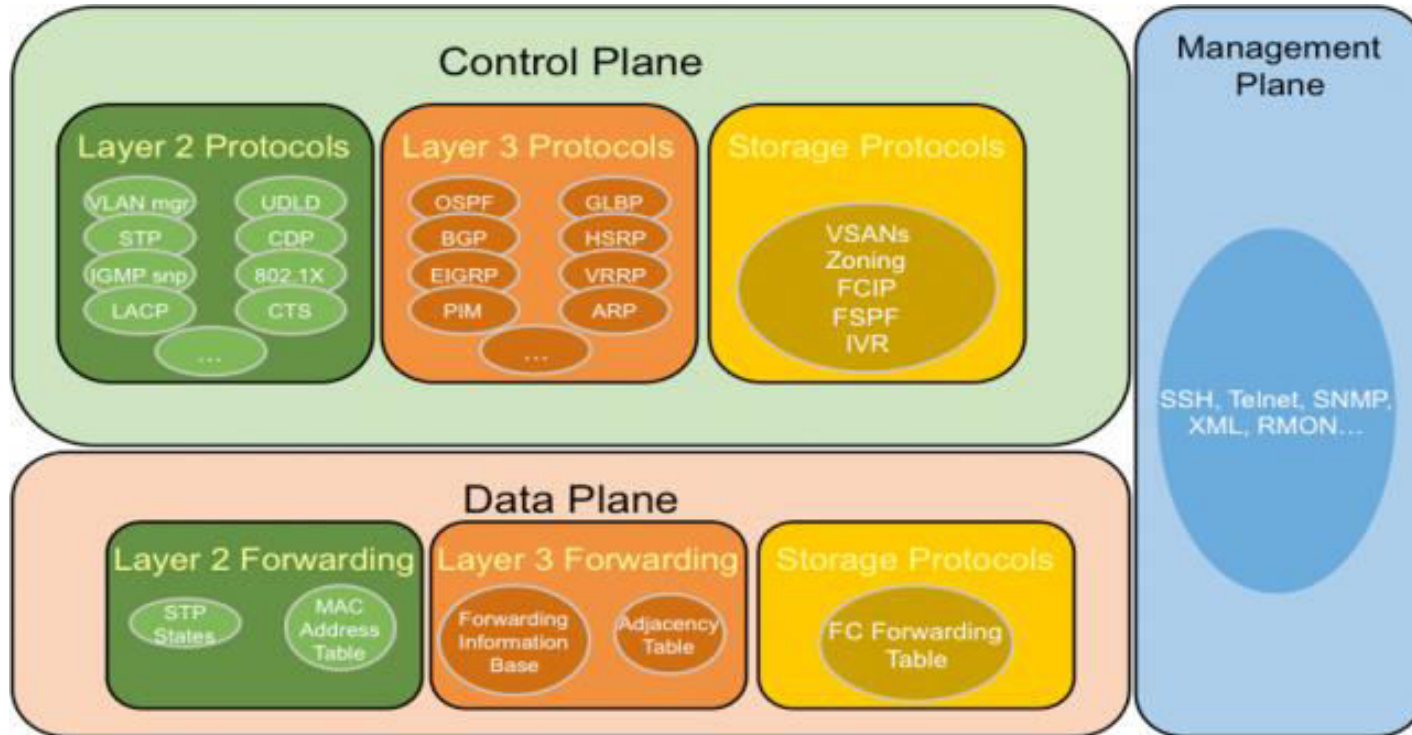 Control Plane
Layer 2 Protocols
VLAN mgr
UDLD
STP
CDP
IGMP snp
802.1X
LACP
CTS
...
Layer 3 Protocols
OSPF
GLBP
BGP
HSRP
EIGRP
VRRP
PIM
ARP
...
Storage Protocols
VSANs
Zoning
FCIP
FSPF
IVR
Management
Plane
SSH, Telnet, SNMP,
XML, RMON...
Data Plane
Layer 2 Forwarding
STP
States
MAC
Address
Table
Layer 3 Forwarding
Forwarding
Information
Base
Adjacency
Table
Storage Protocols
FC Forwarding
Table